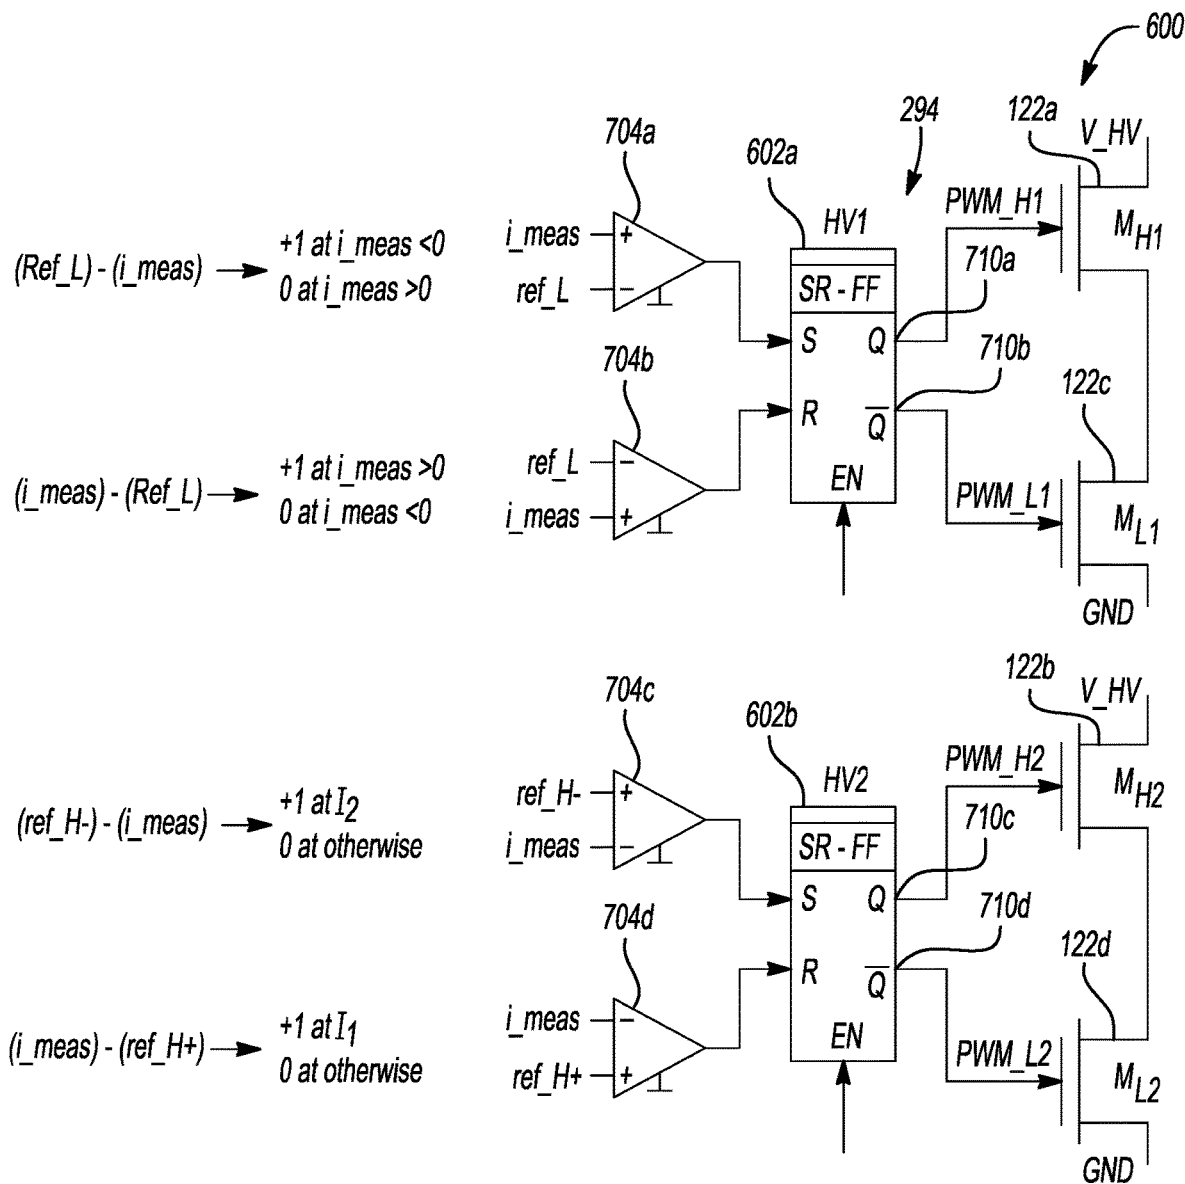 600
294
122a
V_HV
704a
602a
PWM_H1
M_H1
HV1
i_meas
+
ref_L
−
(Ref_L) - (i_meas)
+1 at i_meas <0
0 at i_meas >0
710a
SR - FF
S
Q
704b
710b
122c
R
Q̅
ref_L
−
i_meas
+
(i_meas) - (Ref_L)
+1 at i_meas >0
0 at i_meas <0
EN
PWM_L1
M_L1
GND
122b
V_HV
704c
602b
PWM_H2
M_H2
HV2
ref_H-
+
i_meas
−
(ref_H-) - (i_meas)
+1 at I2
0 at otherwise
710c
SR - FF
S
Q
704d
710d
122d
R
Q̅
i_meas
−
ref_H+
+
(i_meas) - (ref_H+)
+1 at I1
0 at otherwise
EN
PWM_L2
M_L2
GND